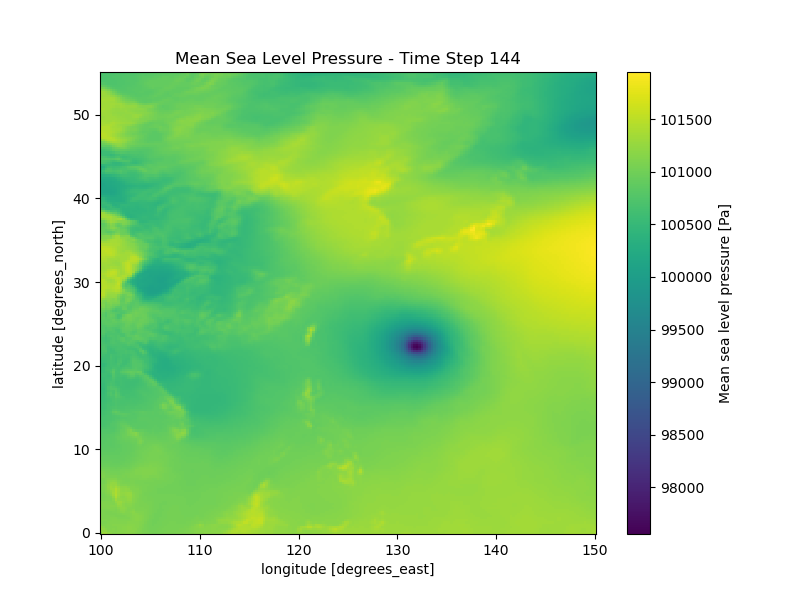 Mean Sea Level Pressure - Time Step 144
50
40
30
20
10
0
latitude [degrees_north]
100 110 120 130 140 150
longitude [degrees_east]
101500
101000
100500
100000
99500
99000
98500
98000
Mean sea level pressure [Pa]